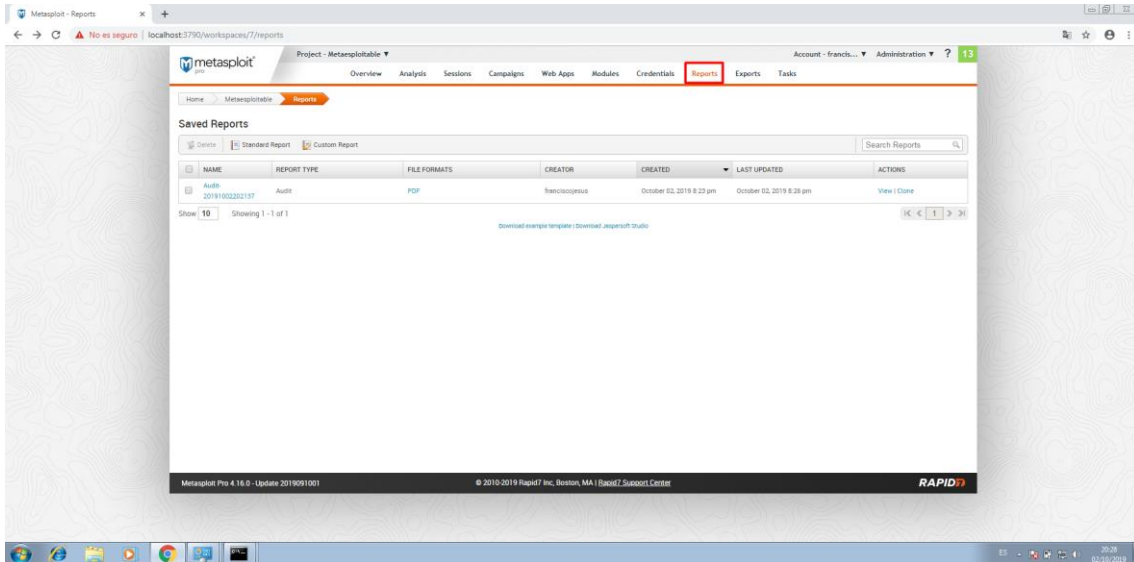 Metasploit - Reports
No es seguro | localhost:3790/workspaces/7/reports
metasploit
pro
Project - Metaesploitable ▼
Account - francis... ▼ Administration ▼ ? 13
Overview Analysis Sessions Campaigns Web Apps Modules Credentials Reports Exports Tasks
Home Metaesploitable Reports
Saved Reports
Delete Standard Report Custom Report Search Reports
NAME REPORT TYPE FILE FORMATS CREATOR CREATED LAST UPDATED ACTIONS
Audit-
20191002202137 Audit PDF franciscojesus October 02, 2019 8:23 pm October 02, 2019 8:26 pm View | Clone
Show 10 Showing 1 - 1 of 1 1
Download example template | Download Jaspersoft Studio
Metasploit Pro 4.16.0 - Update 2019091001 © 2010-2019 Rapid7 Inc, Boston, MA | Rapid7 Support Center RAPID7
ES 20:28
02/10/2019